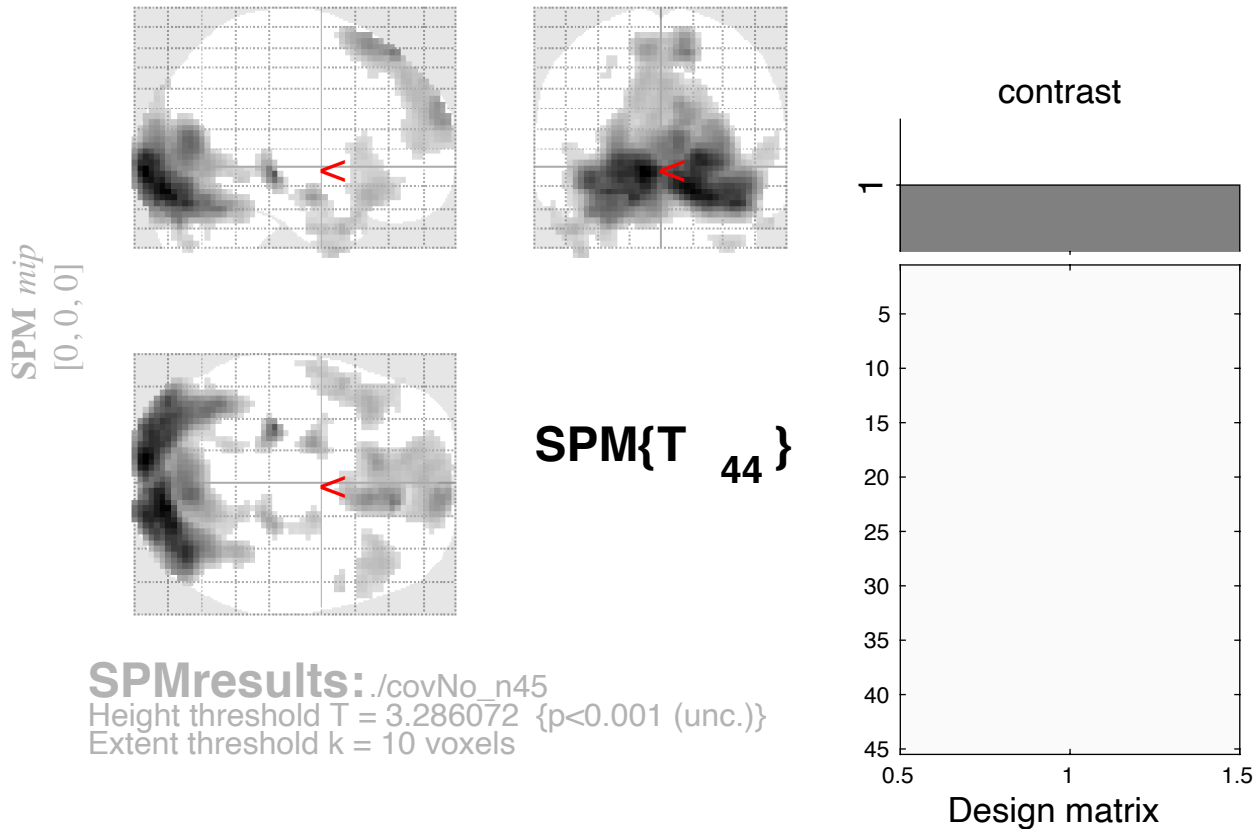 SPM mip
[0, 0, 0]
<
<
<
SPM{T 44}
SPMresults: ./covNo_n45
Height threshold T = 3.286072 {p<0.001 (unc.)}
Extent threshold k = 10 voxels
contrast
1
5
10
15
20
25
30
35
40
45
0.5 1 1.5
Design matrix